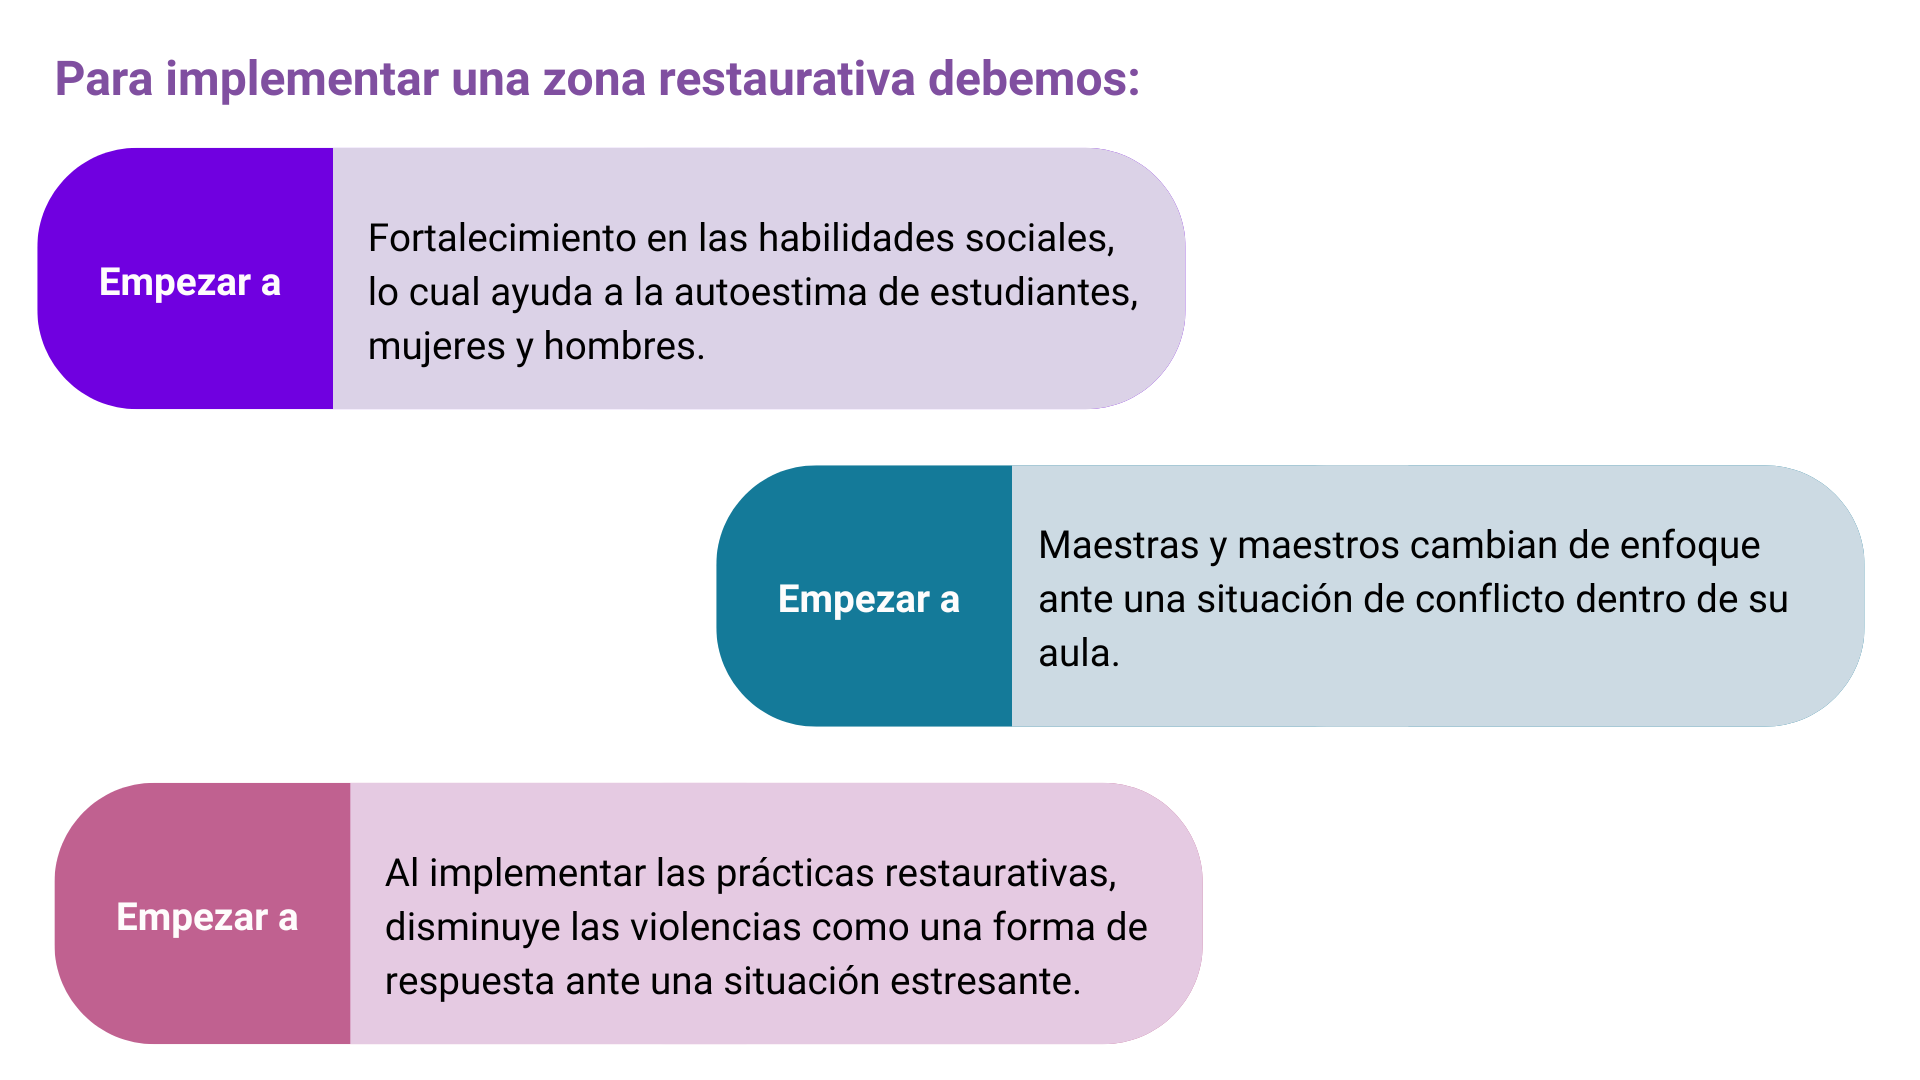 Para implementar una zona restaurativa debemos:
Empezar a
Fortalecimiento en las habilidades sociales,
lo cual ayuda a la autoestima de estudiantes,
mujeres y hombres.
Empezar a
Maestras y maestros cambian de enfoque
ante una situación de conflicto dentro de su
aula.
Empezar a
Al implementar las prácticas restaurativas,
disminuye las violencias como una forma de
respuesta ante una situación estresante.